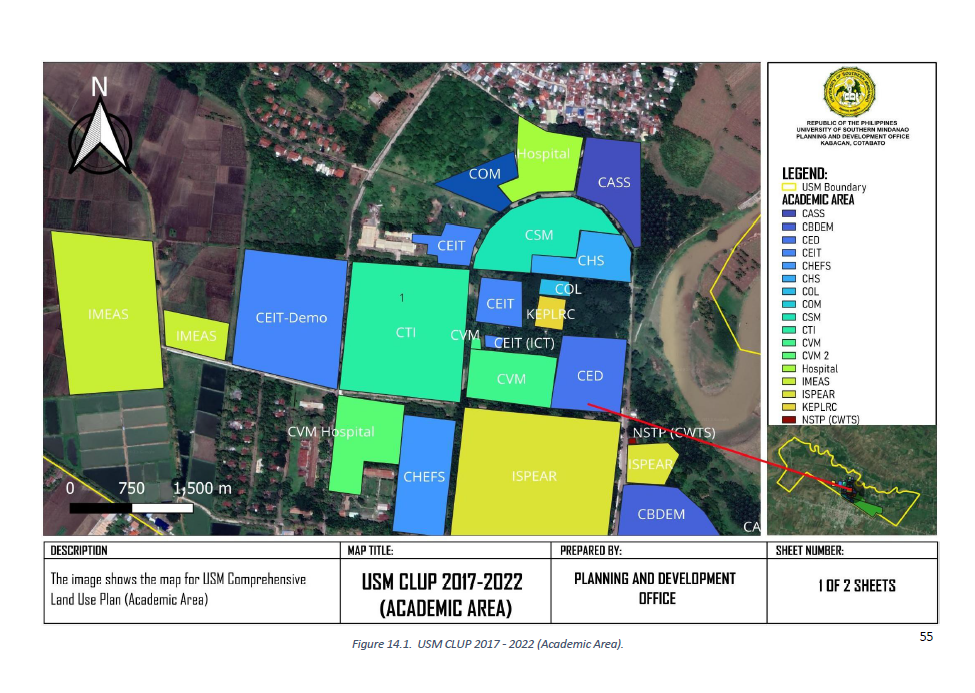 N
Hospital
COM
CASS
CSM
CEIT
CHS
COL
1
CEIT
KEPLRC
IMEAS
CEIT-Demo
IMEAS
CTI
CVM
CEIT (ICT)
CVM
CED
CVM Hospital
NSTP (CWTS)
ISPEAR
CHEFS
ISPEAR
0 750 1,500 m
CBDEM
CA
REPUBLIC OF THE PHILIPPINES
UNIVERSITY OF SOUTHERN MINDANAO
PLANNING AND DEVELOPMENT OFFICE
KABACAN, COTABATO
LEGEND:
USM Boundary
ACADEMIC AREA
CASS
CBDEM
CED
CEIT
CHEFS
CHS
COL
COM
CSM
CTI
CVM
CVM 2
Hospital
IMEAS
ISPEAR
KEPLRC
NSTP (CWTS)
DESCRIPTION
The image shows the map for USM Comprehensive
Land Use Plan (Academic Area)
MAP TITLE:
USM CLUP 2017-2022
(ACADEMIC AREA)
PREPARED BY:
PLANNING AND DEVELOPMENT
OFFICE
SHEET NUMBER:
1 OF 2 SHEETS
Figure 14.1. USM CLUP 2017 - 2022 (Academic Area).
55